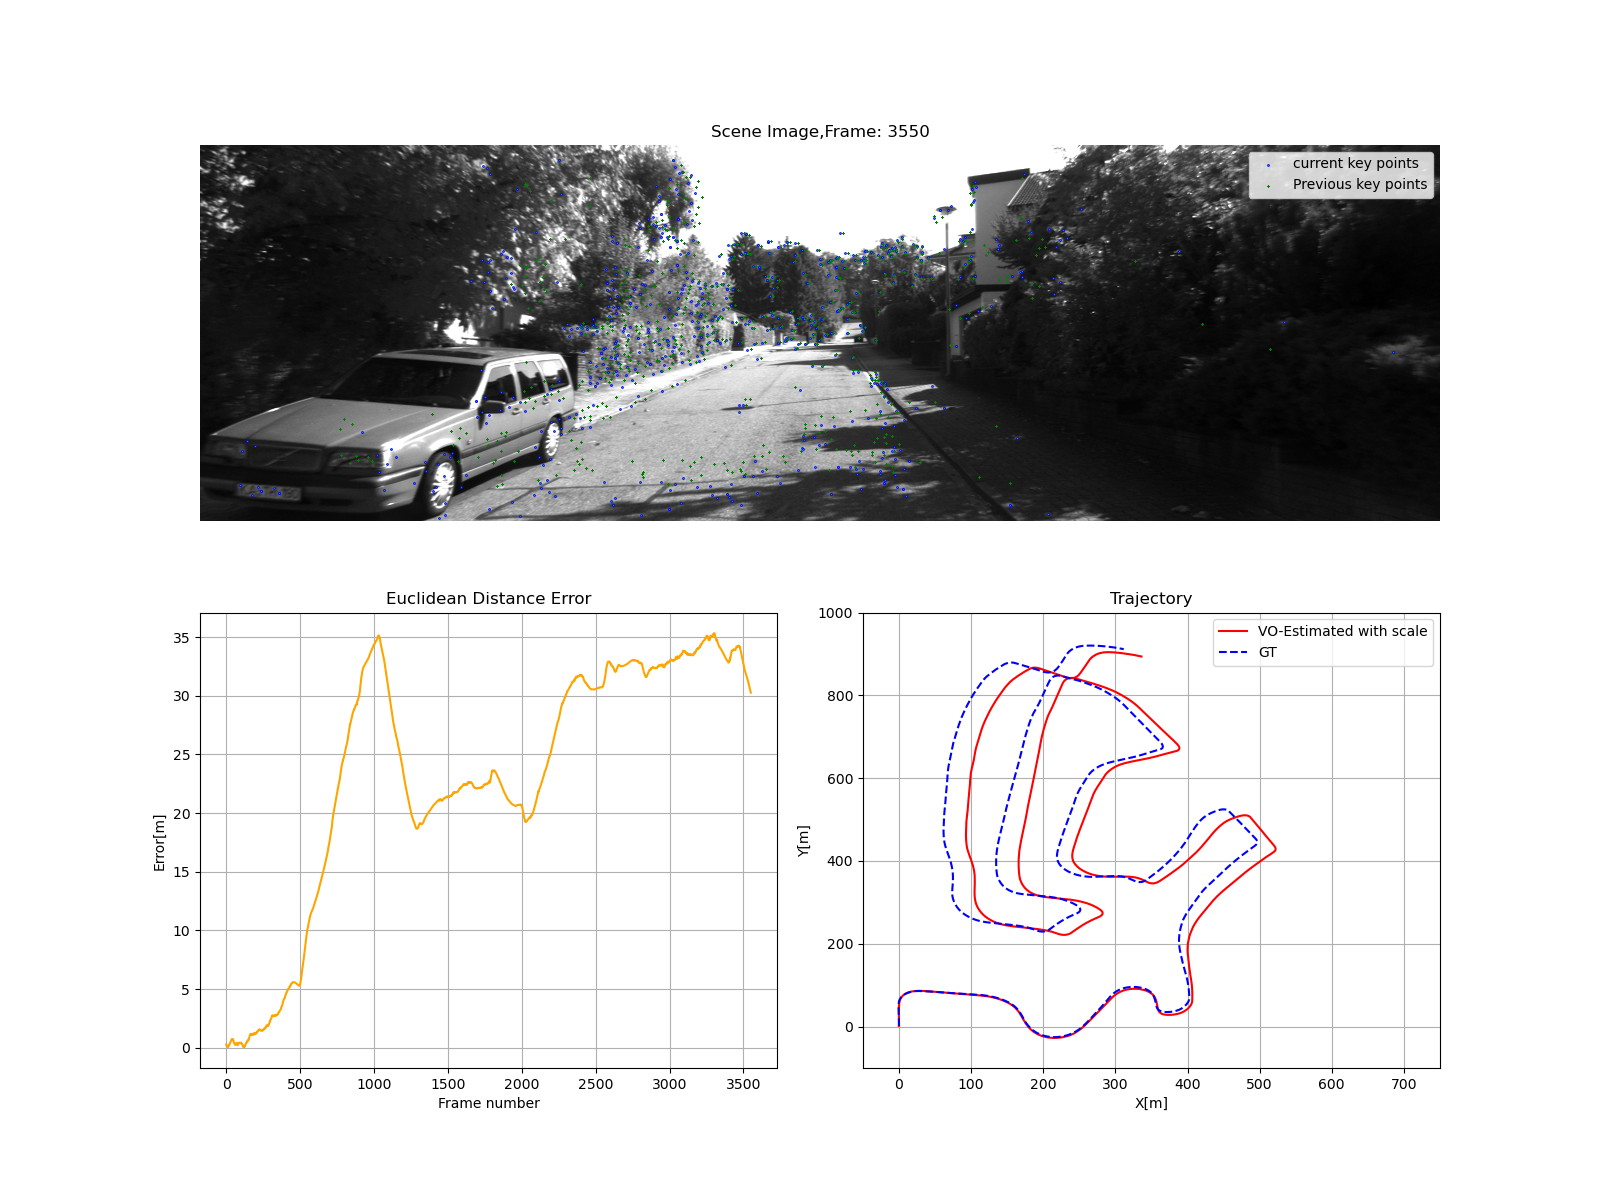 Scene Image,Frame: 3550
current key points
Previous key points
Euclidean Distance Error
35
30
25
20
15
10
5
0
Error[m]
0 500 1000 1500 2000 2500 3000 3500
Frame number
Trajectory
VO-Estimated with scale
GT
1000
800
600
400
200
0
Y[m]
0 100 200 300 400 500 600 700
X[m]